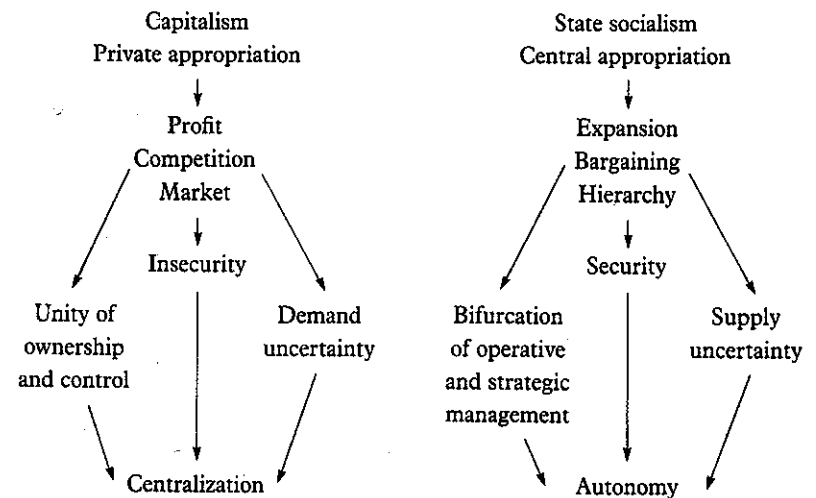 Capitalism
Private appropriation
Profit
Competition
Market
Insecurity
Unity of
ownership
and control
Demand
uncertainty
Centralization
State socialism
Central appropriation
Expansion
Bargaining
Hierarchy
Security
Bifurcation
of operative
and strategic
management
Supply
uncertainty
Autonomy